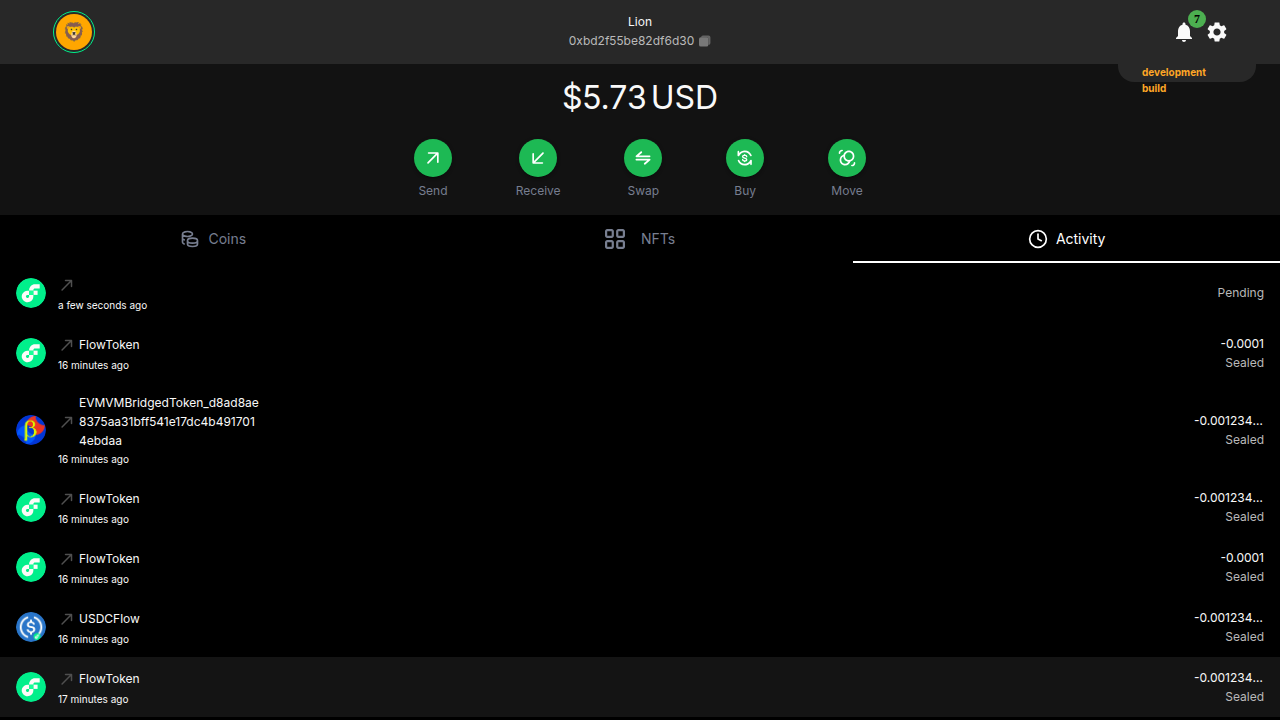 Lion
0xbd2f55be82df6d30
7
development
build
$5.73 USD
Send
Receive
Swap
Buy
Move
Coins
NFTs
Activity
a few seconds ago
Pending
FlowToken
16 minutes ago
-0.0001
Sealed
EVMVMBridgedToken_d8ad8ae
8375aa31bff541e17dc4b491701
4ebdaa
16 minutes ago
-0.001234...
Sealed
FlowToken
16 minutes ago
-0.001234...
Sealed
FlowToken
16 minutes ago
-0.0001
Sealed
USDCFlow
16 minutes ago
-0.001234...
Sealed
FlowToken
17 minutes ago
-0.001234...
Sealed